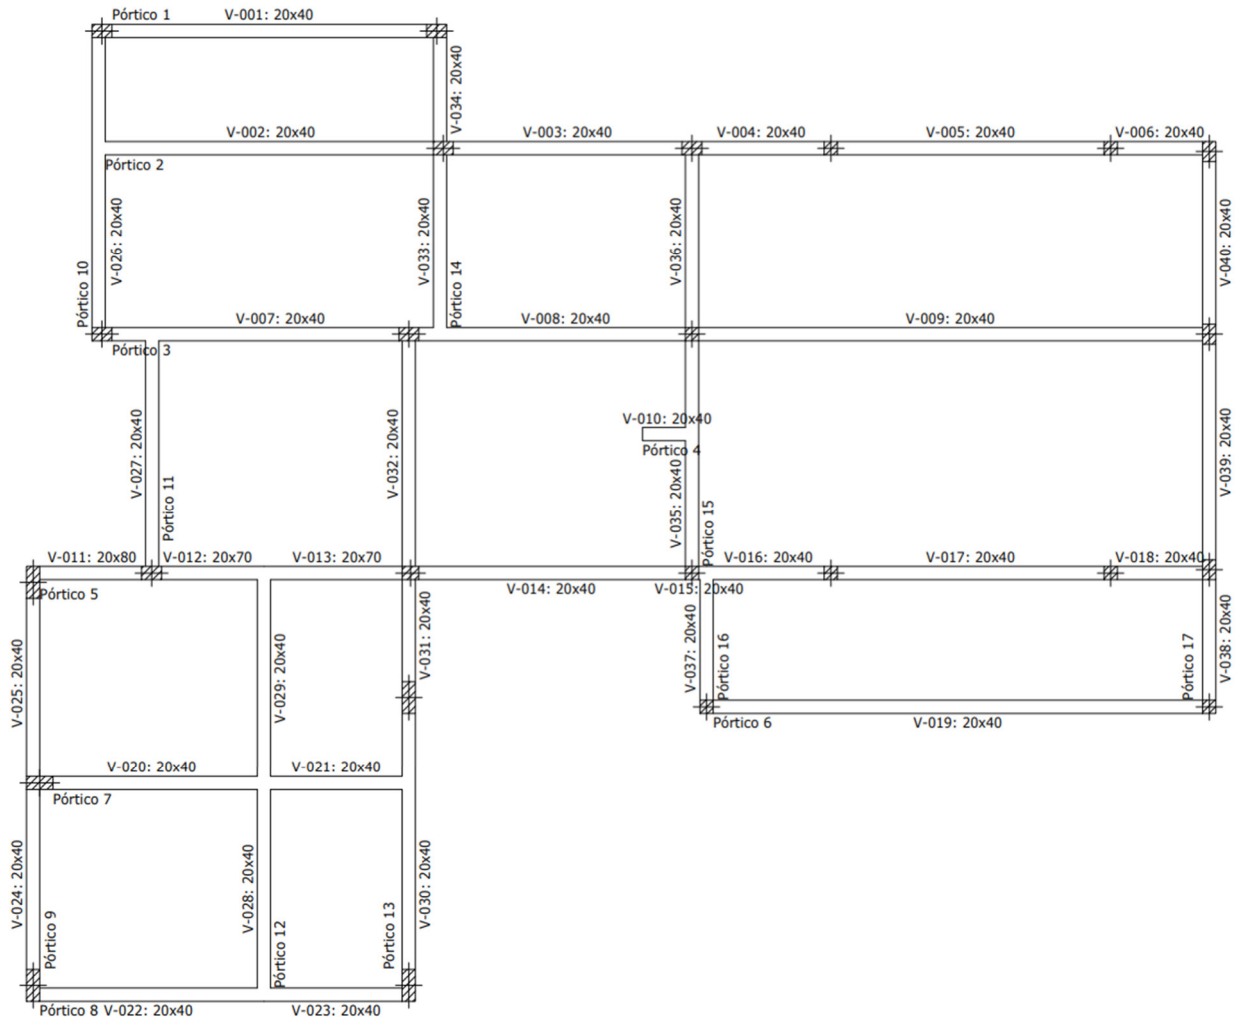 Pórtico 1
V-001: 20x40
V-034: 20x40
V-002: 20x40
V-003: 20x40
V-004: 20x40
V-005: 20x40
V-006: 20x40
Pórtico 2
V-026: 20x40
V-033: 20x40
V-036: 20x40
V-040: 20x40
Pórtico 10
Pórtico 14
V-007: 20x40
V-008: 20x40
V-009: 20x40
Pórtico 3
V-027: 20x40
V-032: 20x40
V-010: 20x40
Pórtico 4
V-039: 20x40
V-035: 20x40
Pórtico 11
Pórtico 15
V-011: 20x80
V-012: 20x70
V-013: 20x70
V-016: 20x40
V-017: 20x40
V-018: 20x40
Pórtico 5
V-014: 20x40
V-015: 20x40
V-025: 20x40
V-029: 20x40
V-031: 20x40
V-037: 20x40
Pórtico 16
Pórtico 17
V-038: 20x40
Pórtico 6
V-019: 20x40
V-020: 20x40
V-021: 20x40
Pórtico 7
V-024: 20x40
V-028: 20x40
V-030: 20x40
Pórtico 9
Pórtico 12
Pórtico 13
Pórtico 8
V-022: 20x40
V-023: 20x40